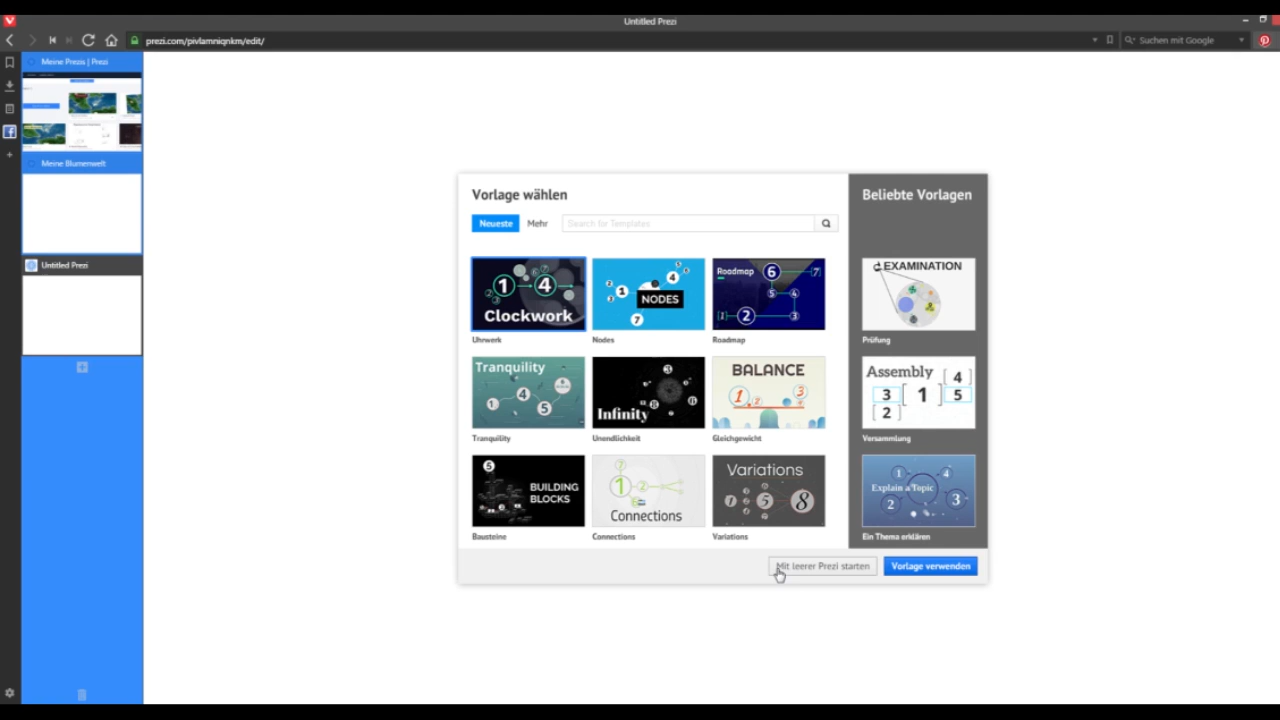 Untitled Prezi
prezi.com/pivlamniqnkm/edit/
Suchen mit Google
Meine Prezis | Prezi
Meine Blumenwelt
Untitled Prezi
Vorlage wählen
Neueste Mehr Search for Templates
Clockwork
Uhrwerk
NODES
Nodes
Roadmap
Roadmap
Tranquility
Tranquility
Infinity
Unendlichkeit
BALANCE
Gleichgewicht
BUILDING
BLOCKS
Bausteine
Connections
Connections
Variations
Variations
Beliebte Vorlagen
EXAMINATION
Prüfung
Assembly
Versammlung
Explain a Topic
Ein Thema erklären
Mit leerer Prezi starten
Vorlage verwenden